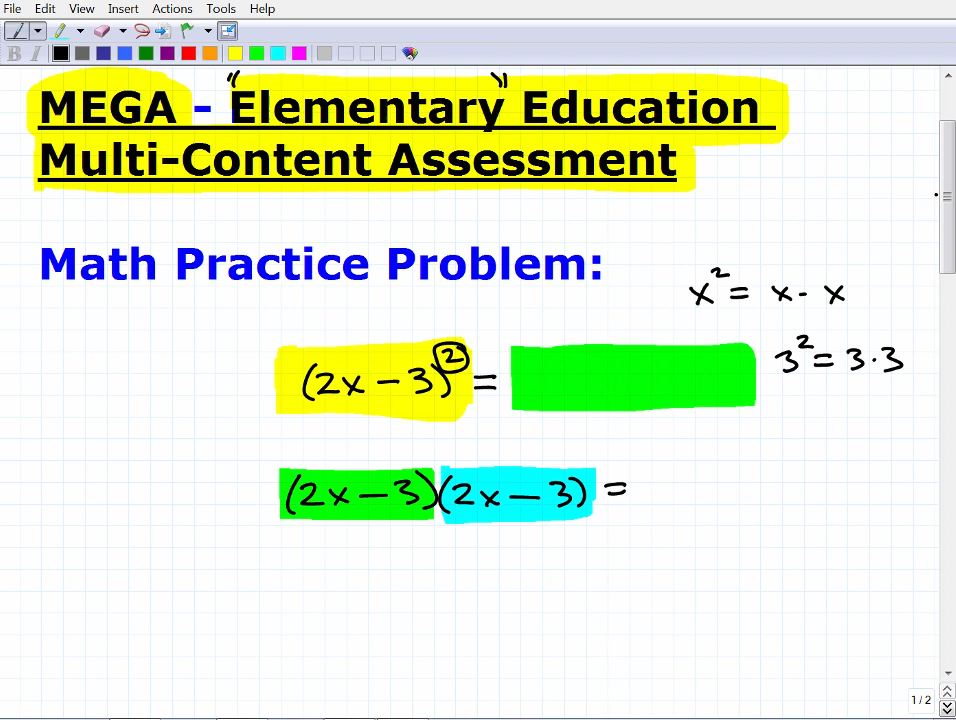 File Edit View Insert Actions Tools Help
B I
MEGA - "Elementary" Education
Multi-Content Assessment
Math Practice Problem:
x² = x · x
3² = 3 · 3
(2x - 3)² =
(2x - 3)(2x - 3) =
1 / 2